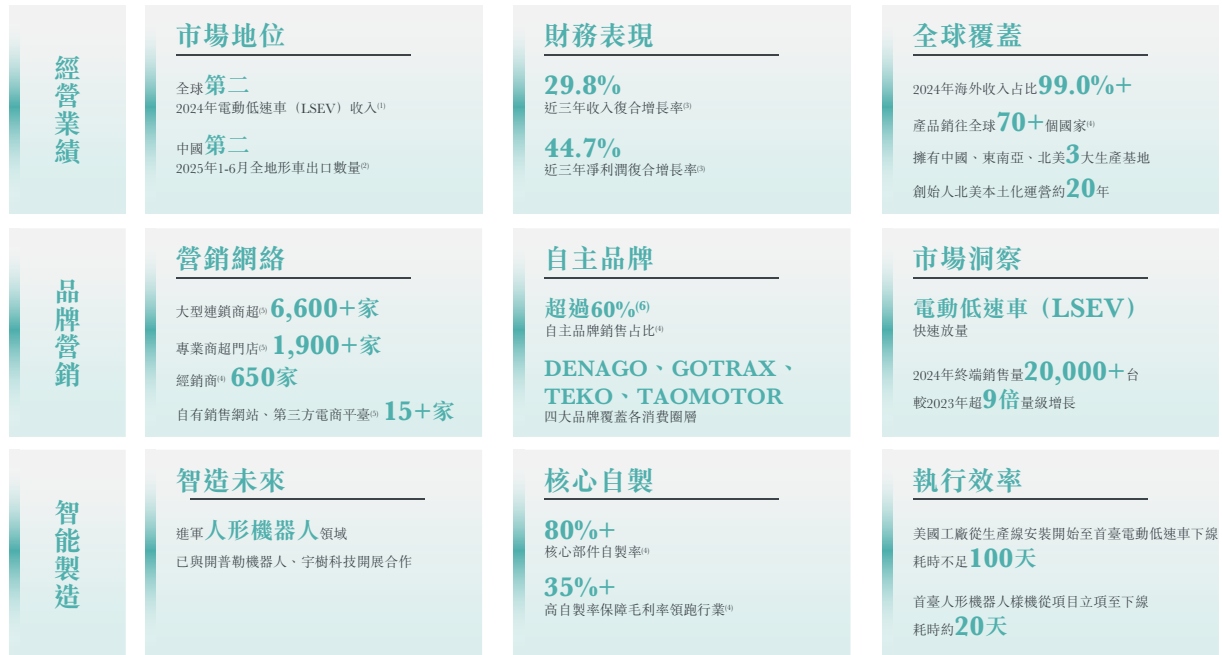 經營業績
市場地位
全球第二
2024年電動低速車（LSEV）收入(1)
中國第二
2025年1-6月全地形車出口數量(2)
財務表現
29.8%
近三年收入復合增長率(3)
44.7%
近三年凈利潤復合增長率(3)
全球覆蓋
2024年海外收入占比99.0%+
產品銷往全球70+個國家(4)
擁有中國、東南亞、北美3大生產基地
創始人北美本土化運營約20年
品牌營銷
營銷網絡
大型連銷商超(5) 6,600+家
專業商超門店(5) 1,900+家
經銷商(4) 650家
自有銷售網站、第三方電商平臺(5) 15+家
自主品牌
超過60%(6)
自主品牌銷售占比(4)
DENAGO、GOTRAX、
TEKO、TAOMOTOR
四大品牌覆蓋各消費圈層
市場洞察
電動低速車（LSEV）
快速放量
2024年終端銷售量20,000+台
較2023年超9倍量級增長
智能製造
智造未來
進軍人形機器人領域
已與開普勒機器人、宇樹科技開展合作
核心自製
80%+
核心部件自製率(4)
35%+
高自製率保障毛利率領跑行業(4)
執行效率
美國工廠從生產線安裝開始至首臺電動低速車下線
耗時不足100天
首臺人形機器人樣機從項目立項至下線
耗時約20天